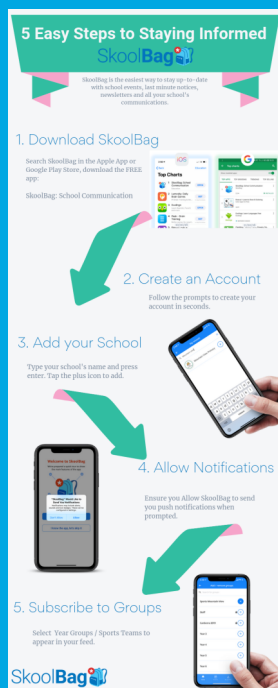 5 Easy Steps to Staying Informed
SkoolBag
SkoolBag is the easiest way to stay up-to-date
with school events, last minute notices,
newsletters and all your school's
communications.
1. Download SkoolBag
Search SkoolBag in the Apple App or
Google Play Store, download the FREE
app:
SkoolBag: School Communication
iOS
Top Charts
2. Create an Account
Follow the prompts to create your
account in seconds.
3. Add your School
Type your school's name and press
enter. Tap the plus icon to add.
Welcome to SkoolBag
4. Allow Notifications
Ensure you Allow SkoolBag to send
you push notifications when
prompted.
5. Subscribe to Groups
Select Year Groups / Sports Teams to
appear in your feed.
SkoolBag